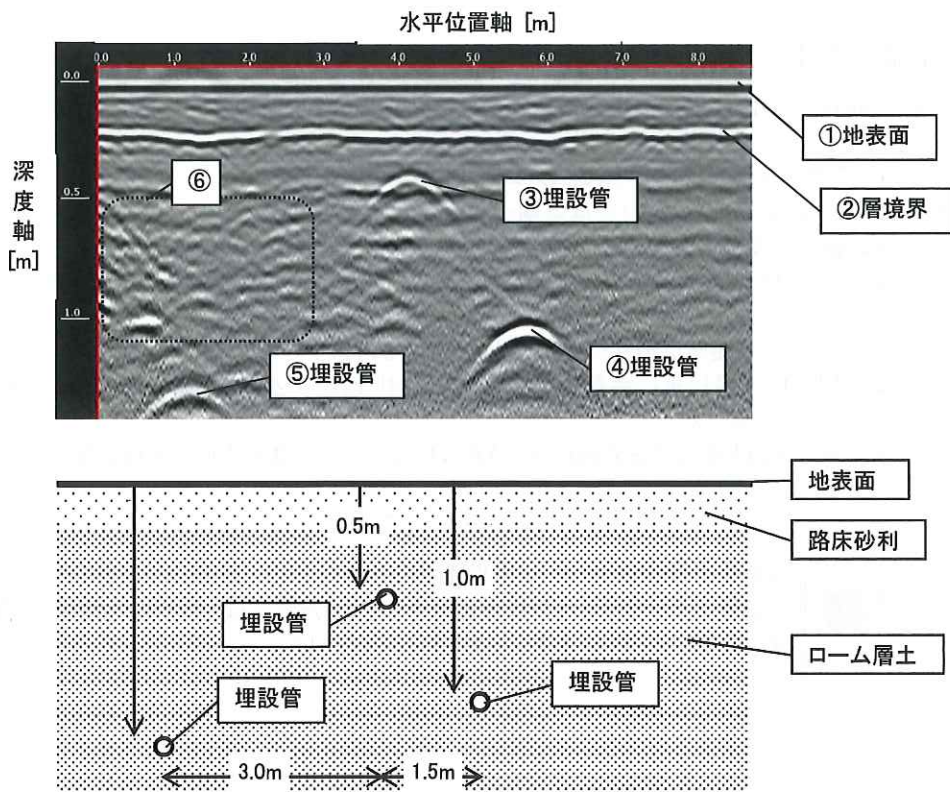 水平位置軸 [m]
0.0 1.0 2.0 3.0 4.0 5.0 6.0 7.0 8.0
0.0
0.5
1.0
深度軸[m]
①地表面
②層境界
③埋設管
④埋設管
⑤埋設管
⑥
地表面
路床砂利
ローム層土
0.5m
1.0m
埋設管
埋設管
埋設管
3.0m
1.5m